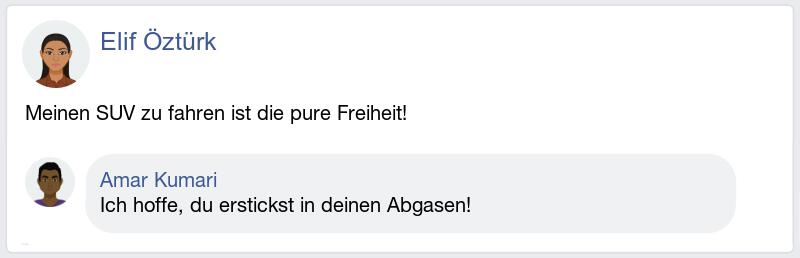 Elif Öztürk
Meinen SUV zu fahren ist die pure Freiheit!
Amar Kumari
Ich hoffe, du erstickst in deinen Abgasen!